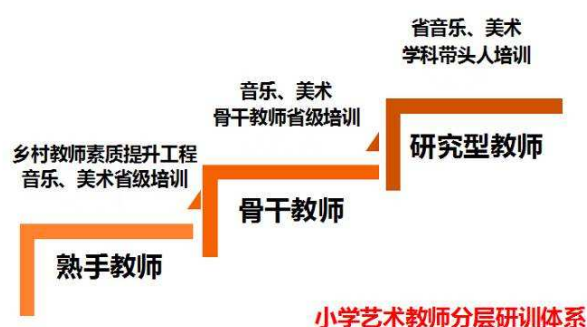 省音乐、美术
学科带头人培训
音乐、美术
骨干教师省级培训
研究型教师
乡村教师素质提升工程
音乐、美术省级培训
骨干教师
熟手教师
小学艺术教师分层研训体系